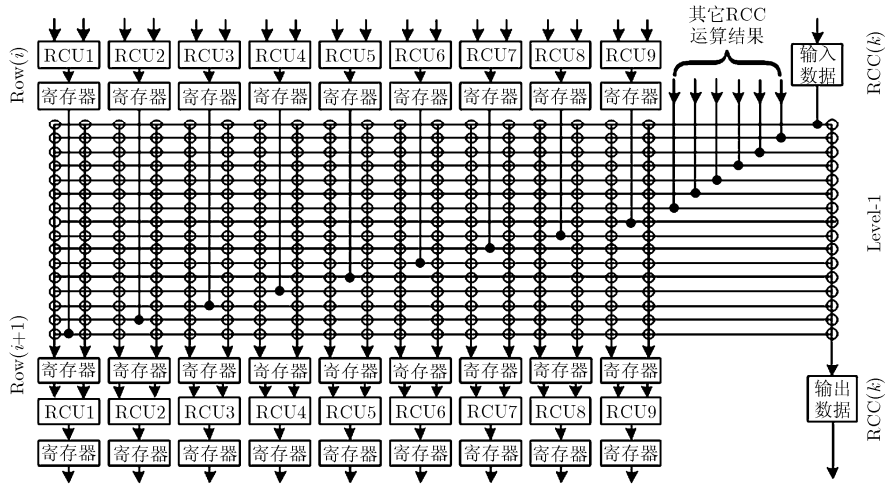 其它RCC
运算结果
Row(i)
RCU1 RCU2 RCU3 RCU4 RCU5 RCU6 RCU7 RCU8 RCU9
输入
数据
RCC(k)
寄存器 寄存器 寄存器 寄存器 寄存器 寄存器 寄存器 寄存器 寄存器
Level-1
Row(i+1)
寄存器 寄存器 寄存器 寄存器 寄存器 寄存器 寄存器 寄存器 寄存器
RCU1 RCU2 RCU3 RCU4 RCU5 RCU6 RCU7 RCU8 RCU9
输出
数据
RCC(k)
寄存器 寄存器 寄存器 寄存器 寄存器 寄存器 寄存器 寄存器 寄存器